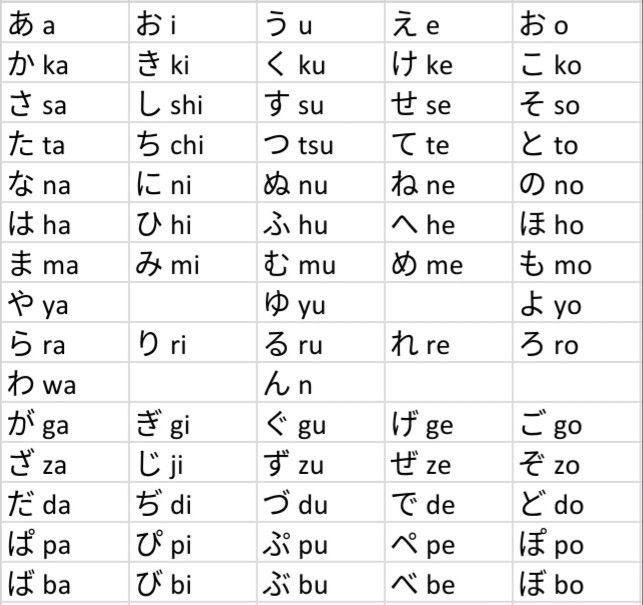 あ a お i う u え e お o
か ka き ki く ku け ke こ ko
さ sa し shi す su せ se そ so
た ta ち chi つ tsu て te と to
な na に ni ぬ nu ね ne の no
は ha ひ hi ふ hu へ he ほ ho
ま ma み mi む mu め me も mo
や ya ゆ yu よ yo
ら ra り ri る ru れ re ろ ro
わ wa ん n
が ga ぎ gi ぐ gu げ ge ご go
ざ za じ ji ず zu ぜ ze ぞ zo
だ da ぢ di づ du で de ど do
ぱ pa ぴ pi ぷ pu ぺ pe ぽ po
ば ba び bi ぶ bu べ be ぼ bo